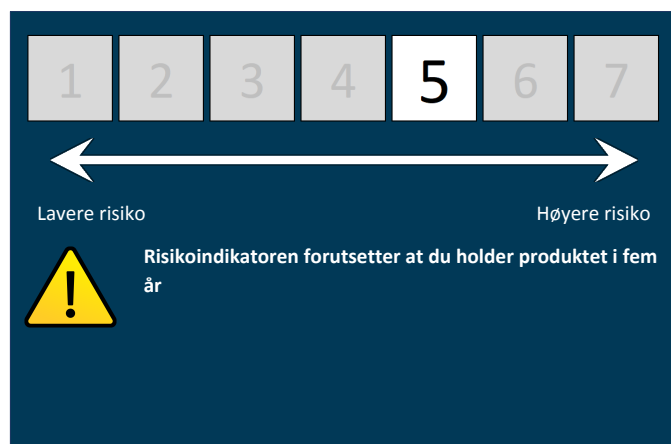 1 2 3 4 5 6 7
Lavere risiko Høyere risiko
Risikoindikatoren forutsetter at du holder produktet i fem
år